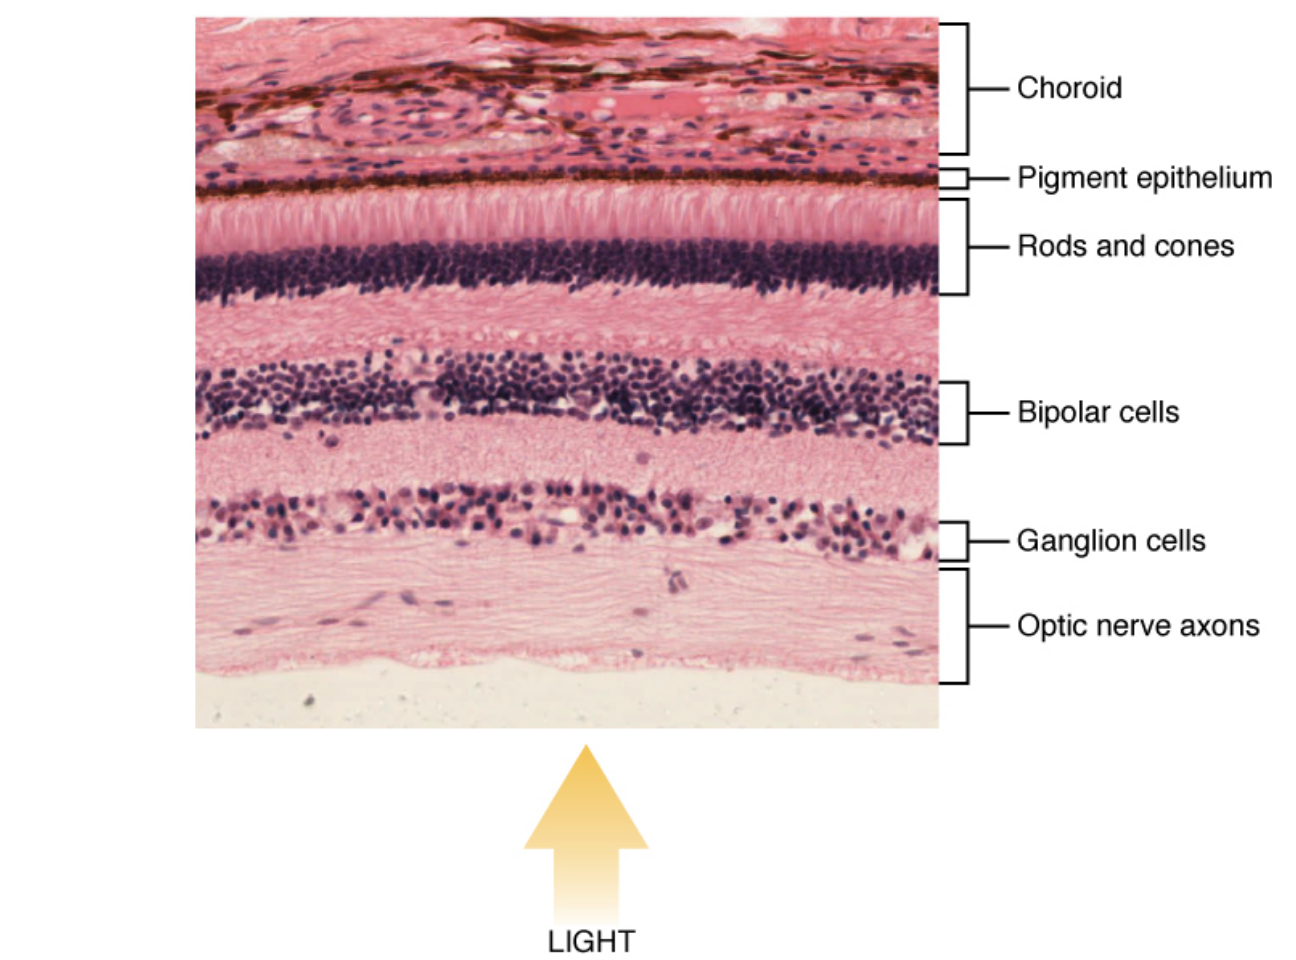 Choroid
Pigment epithelium
Rods and cones
Bipolar cells
Ganglion cells
Optic nerve axons
LIGHT